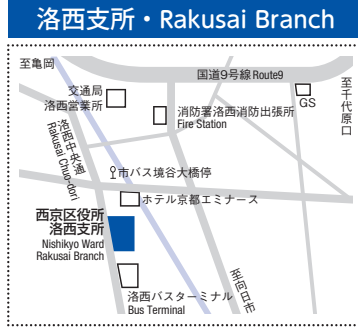 洛西支所・Rakusai Branch
至亀岡
国道9号線 Route9
交通局
洛西営業所
GS
至千代原口
消防署洛西消防出張所
Fire Station
洛西中央通
Rakusai Chuo-dori
市バス境谷大橋停
ホテル京都エミナース
西京区役所
洛西支所
Nishikyo Ward
Rakusai Branch
至向日市
洛西バスターミナル
Bus Terminal